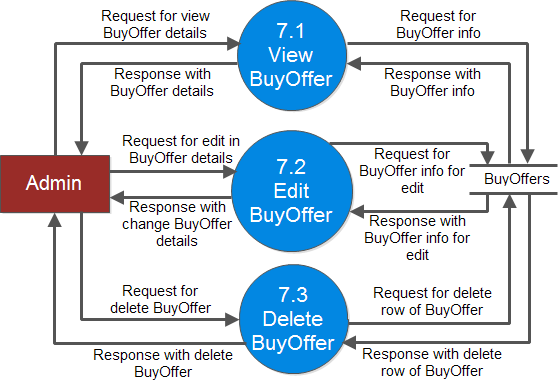 Request for view
BuyOffer details
7.1
View
BuyOffer
Request for
BuyOffer info
Response with
BuyOffer details
Response with
BuyOffer info
Request for edit in
BuyOffer details
7.2
Edit
BuyOffer
Request for
BuyOffer info for
edit
Admin
BuyOffers
Response with
change BuyOffer
details
Response with
BuyOffer info for
edit
Request for
delete BuyOffer
7.3
Delete
BuyOffer
Request for delete
row of BuyOffer
Response with delete
BuyOffer
Response with delete
row of BuyOffer